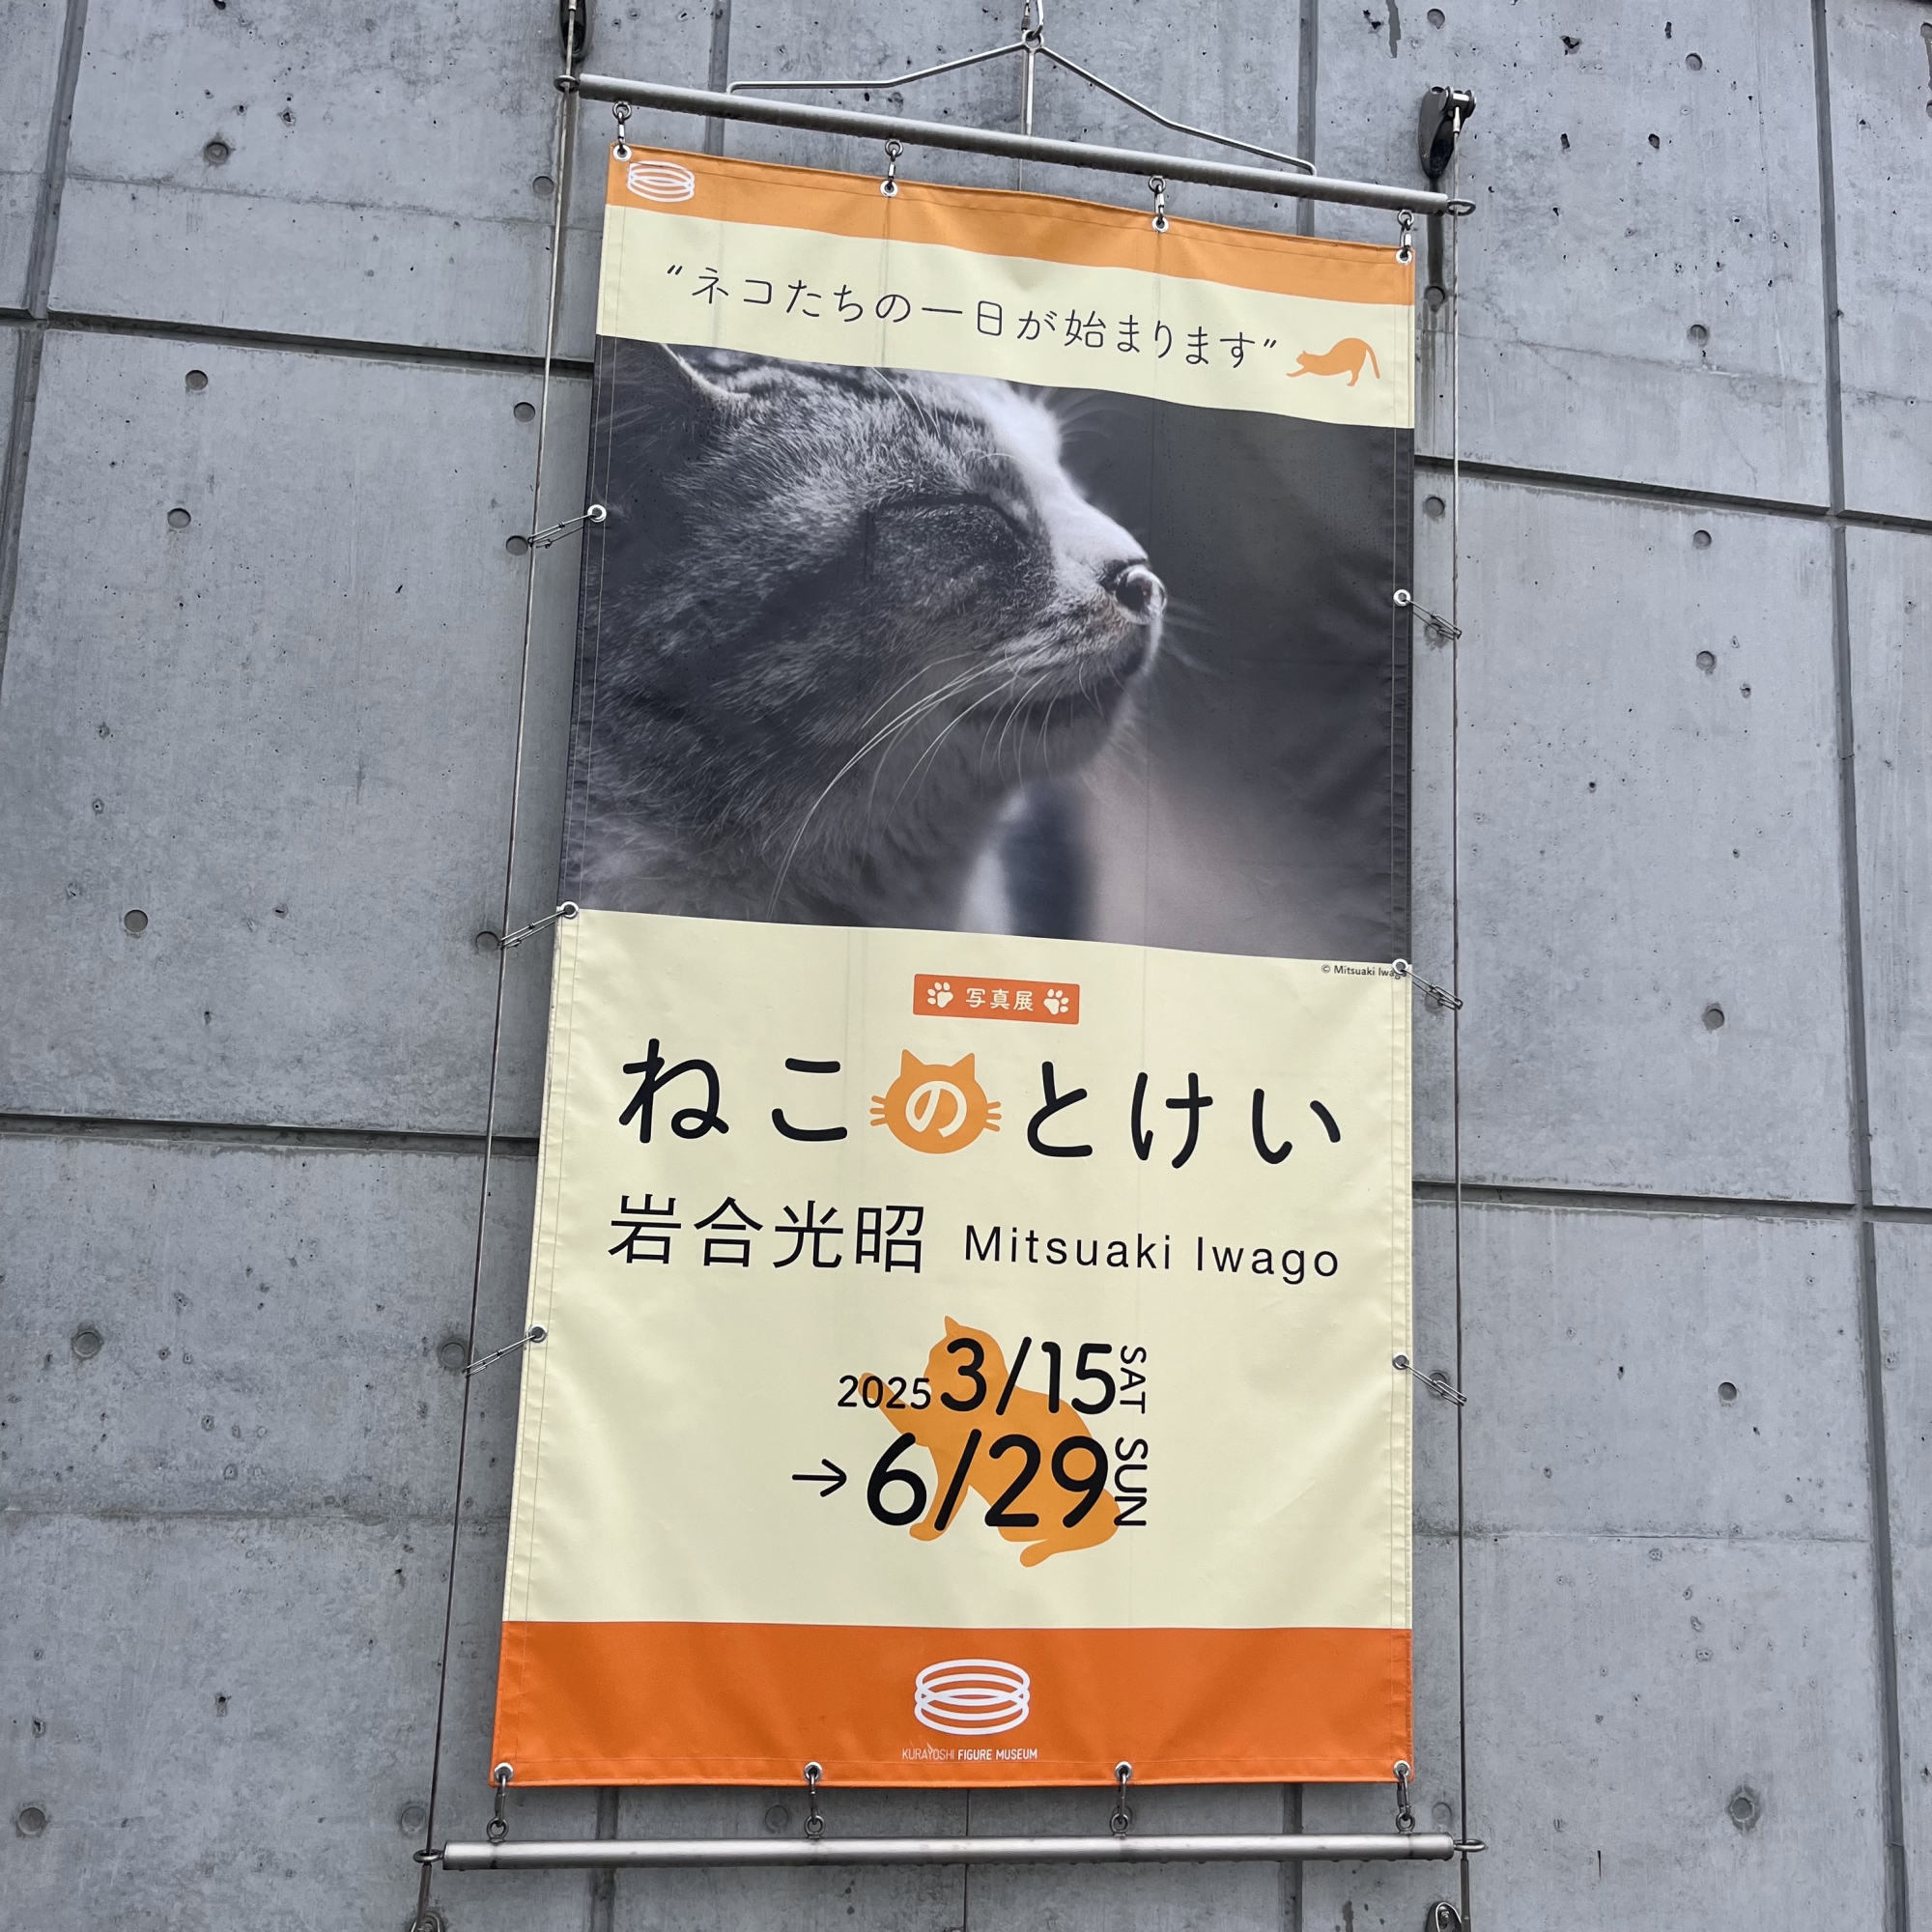 “ネコたちの一日が始まります”
© Mitsuaki Iwago
写真展
ねこのとけい
岩合光昭 Mitsuaki Iwago
2025 3/15 SAT
→ 6/29 SUN
KURAYOSHI FIGURE MUSEUM